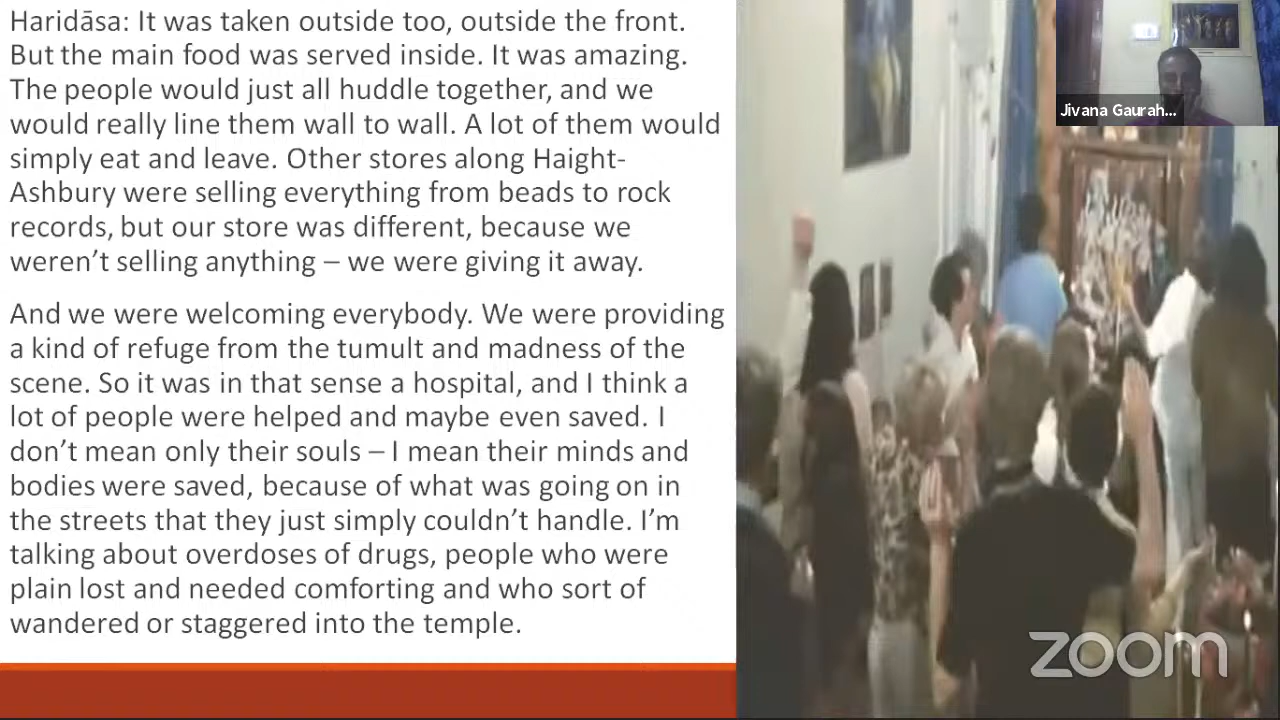 Haridāsa: It was taken outside too, outside the front.
But the main food was served inside. It was amazing.
The people would just all huddle together, and we
would really line them wall to wall. A lot of them would
simply eat and leave. Other stores along Haight-
Ashbury were selling everything from beads to rock
records, but our store was different, because we
weren’t selling anything – we were giving it away.
And we were welcoming everybody. We were providing
a kind of refuge from the tumult and madness of the
scene. So it was in that sense a hospital, and I think a
lot of people were helped and maybe even saved. I
don’t mean only their souls – I mean their minds and
bodies were saved, because of what was going on in
the streets that they just simply couldn’t handle. I’m
talking about overdoses of drugs, people who were
plain lost and needed comforting and who sort of
wandered or staggered into the temple.
Jivana Gaurah...
zoom